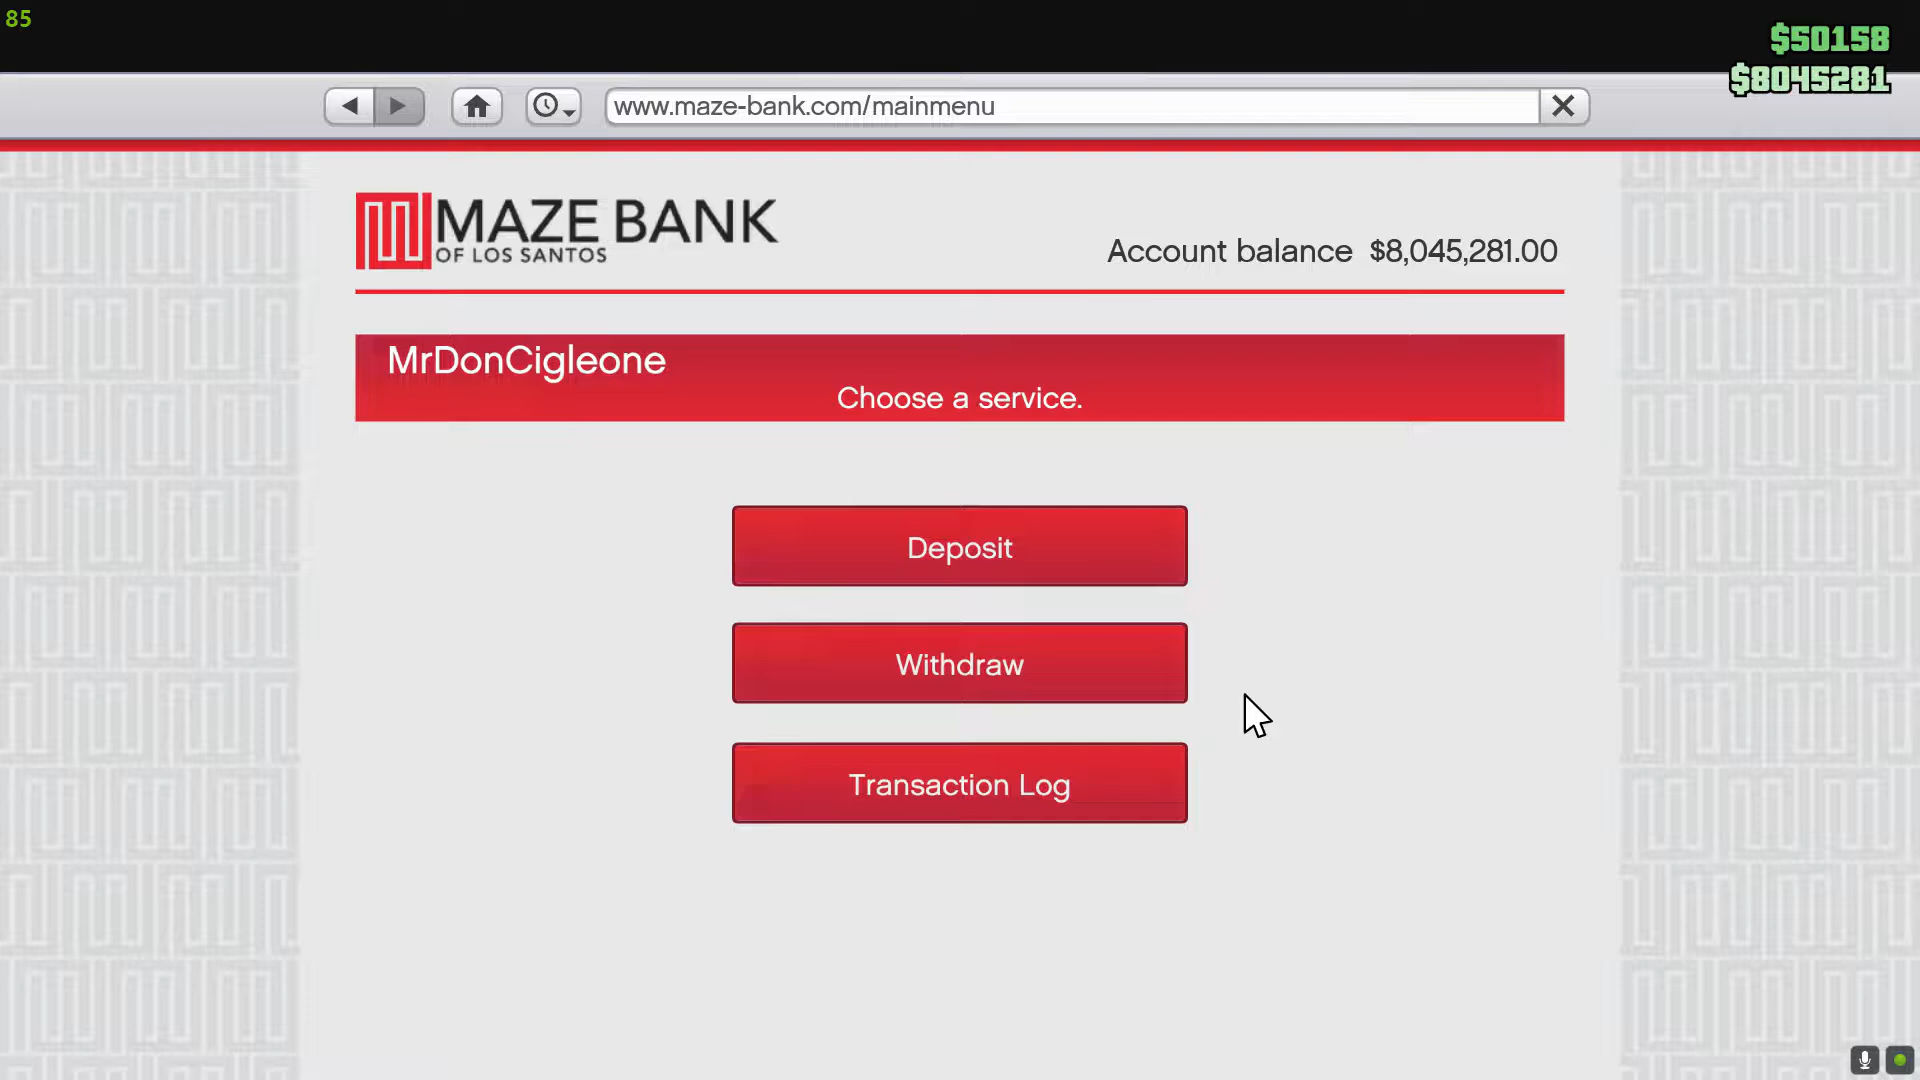 85
$50158
$8045281
www.maze-bank.com/mainmenu
MAZE BANK
OF LOS SANTOS
Account balance $8,045,281.00
MrDonCigleone
Choose a service.
Deposit
Withdraw
Transaction Log